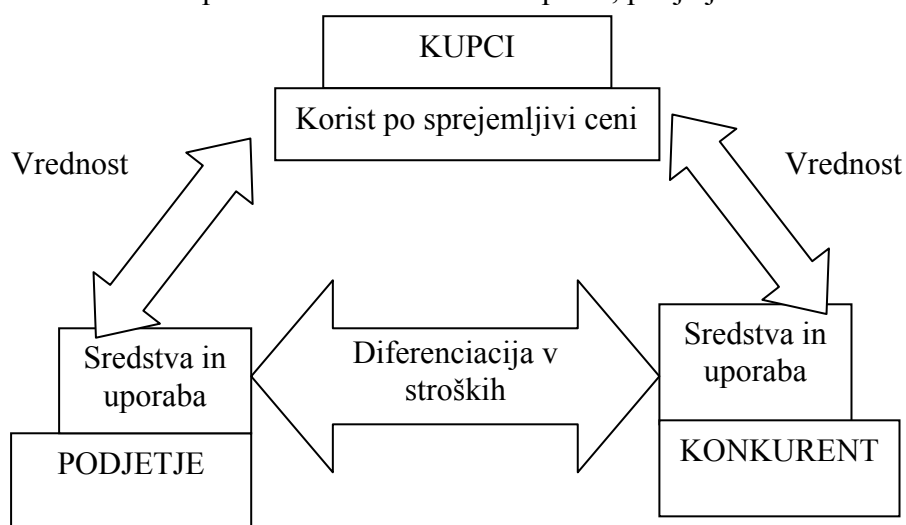 KUPCI
Korist po sprejemljivi ceni
Vrednost
Vrednost
Sredstva in
uporaba
Diferenciacija v
stroških
Sredstva in
uporaba
PODJETJE
KONKURENT